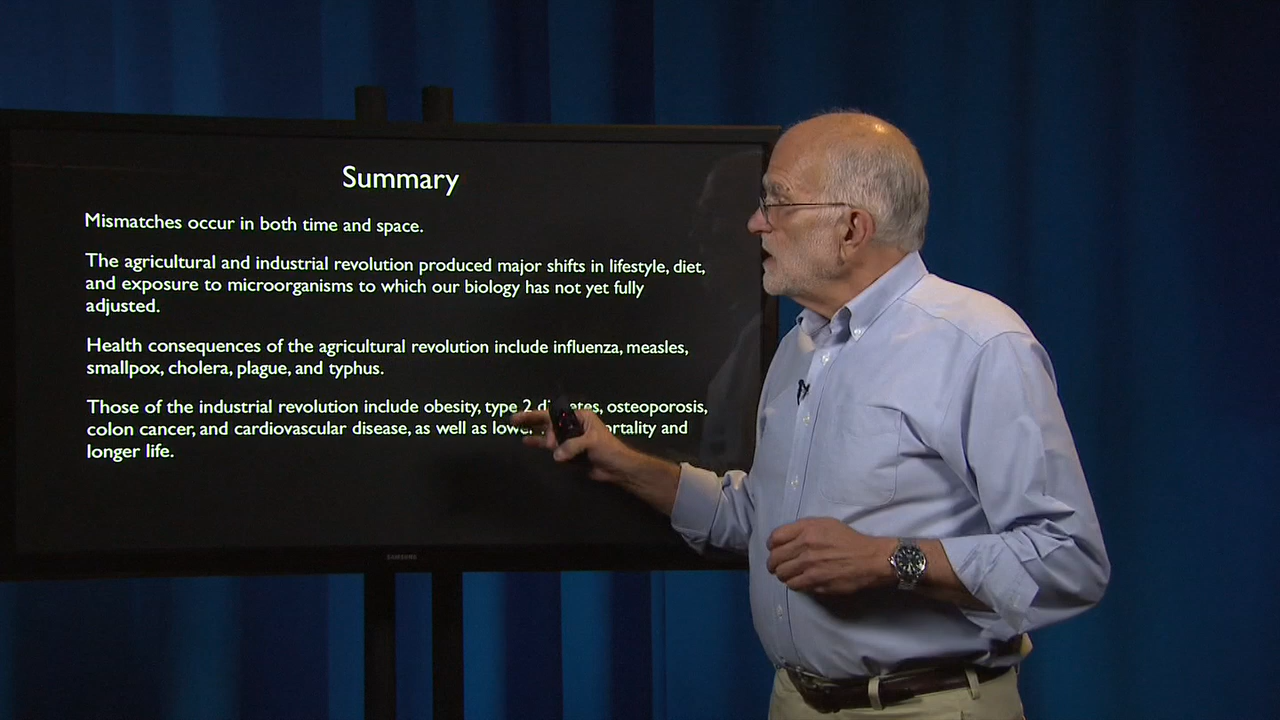 Summary
Mismatches occur in both time and space.
The agricultural and industrial revolution produced major shifts in lifestyle, diet,
and exposure to microorganisms to which our biology has not yet fully
adjusted.
Health consequences of the agricultural revolution include influenza, measles,
smallpox, cholera, plague, and typhus.
Those of the industrial revolution include obesity, type 2 osteoporosis,
colon cancer, and cardiovascular disease, as well as and
longer life.
SAMSUNG